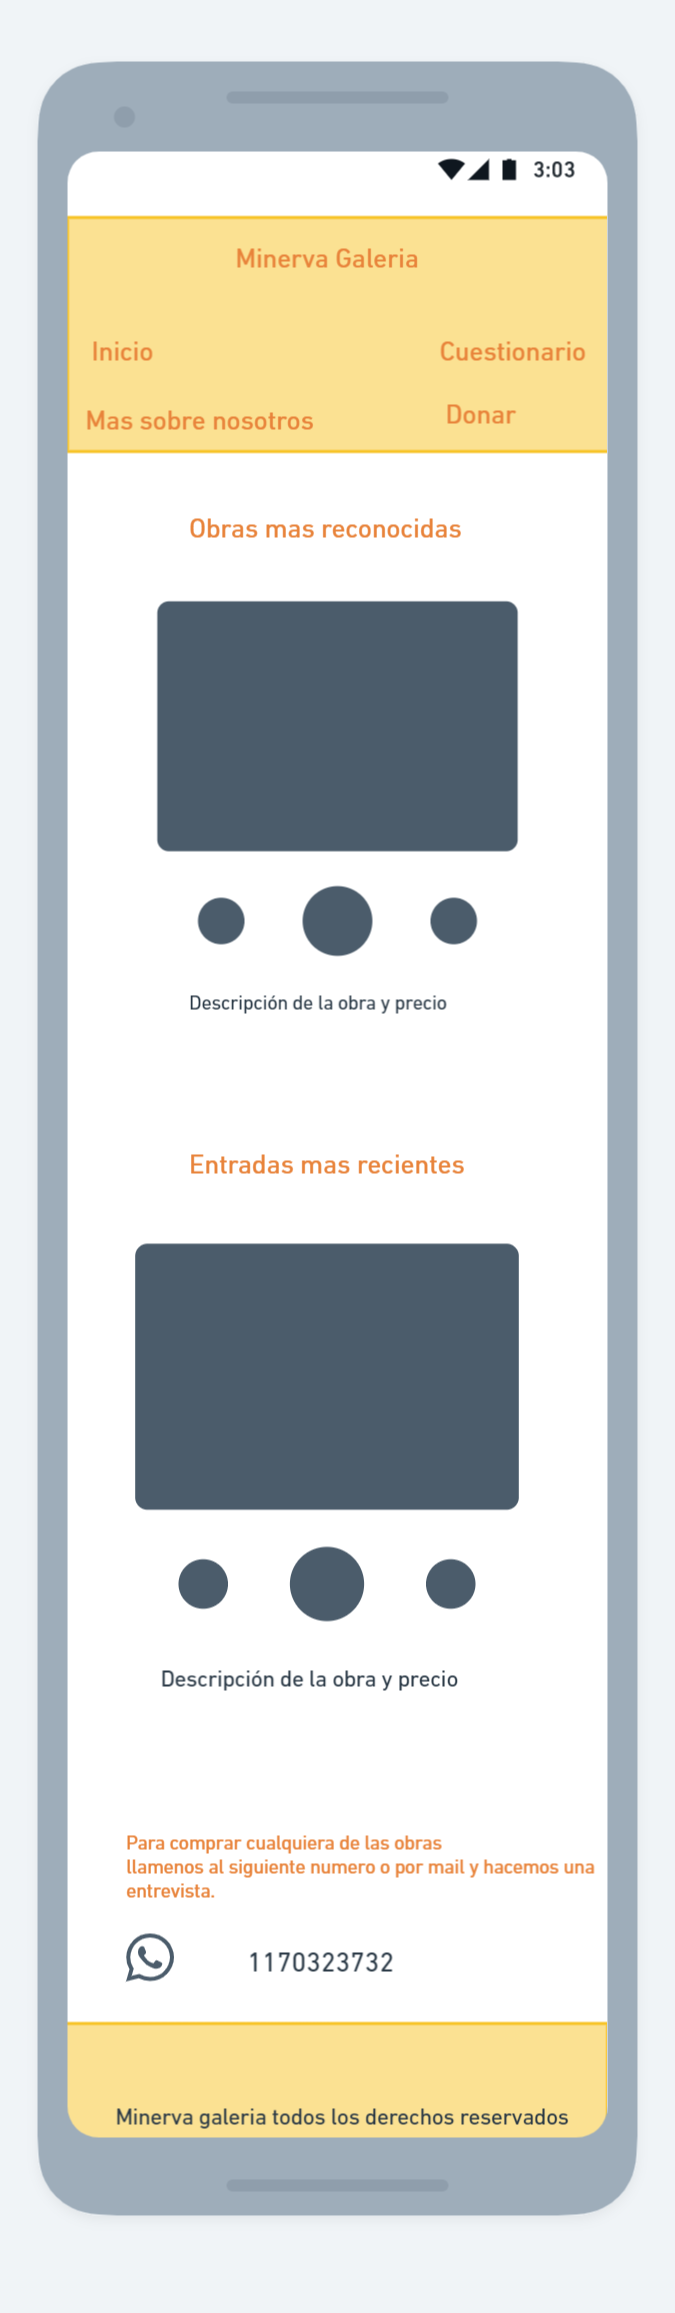 3:03
Minerva Galeria
Inicio
Cuestionario
Mas sobre nosotros
Donar
Obras mas reconocidas
Descripción de la obra y precio
Entradas mas recientes
Descripción de la obra y precio
Para comprar cualquiera de las obras
llamenos al siguiente numero o por mail y hacemos una
entrevista.
1170323732
Minerva galeria todos los derechos reservados